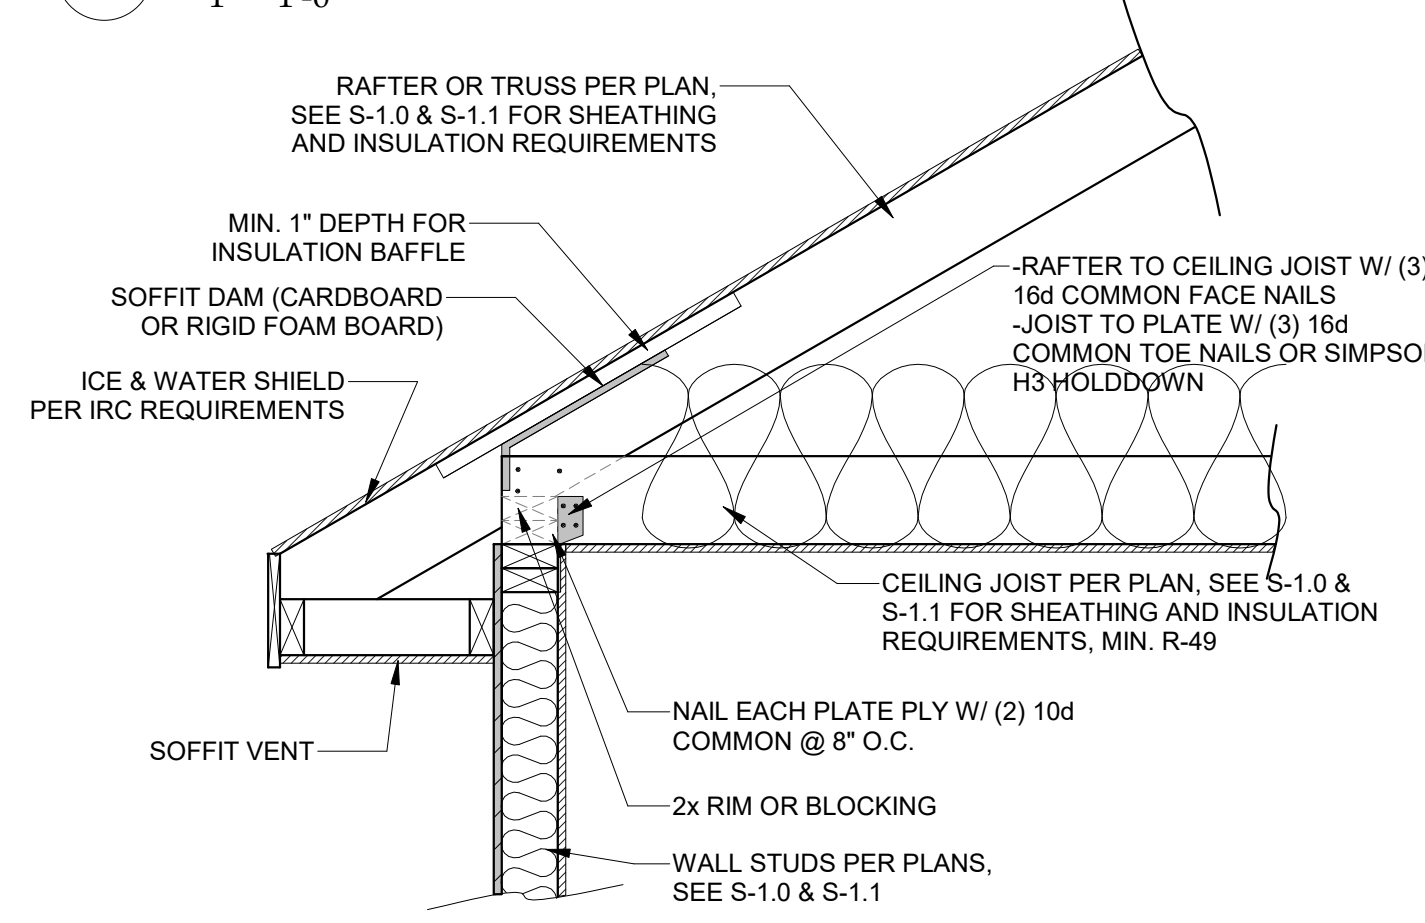 RAFTER OR TRUSS PER PLAN,
SEE S-1.0 & S-1.1 FOR SHEATHING
AND INSULATION REQUIREMENTS
MIN. 1" DEPTH FOR
INSULATION BAFFLE
SOFFIT DAM (CARDBOARD
OR RIGID FOAM BOARD)
ICE & WATER SHIELD
PER IRC REQUIREMENTS
-RAFTER TO CEILING JOIST W/ (3)
16d COMMON FACE NAILS
-JOIST TO PLATE W/ (3) 16d
COMMON TOE NAILS OR
H3 HOLDDOWN
CEILING JOIST PER PLAN, SEE S-1.0 &
S-1.1 FOR SHEATHING AND INSULATION
REQUIREMENTS, MIN. R-49
NAIL EACH PLATE PLY W/ (2) 10d
COMMON @ 8" O.C.
SOFFIT VENT
2x RIM OR BLOCKING
WALL STUDS PER PLANS,
SEE S-1.0 & S-1.1